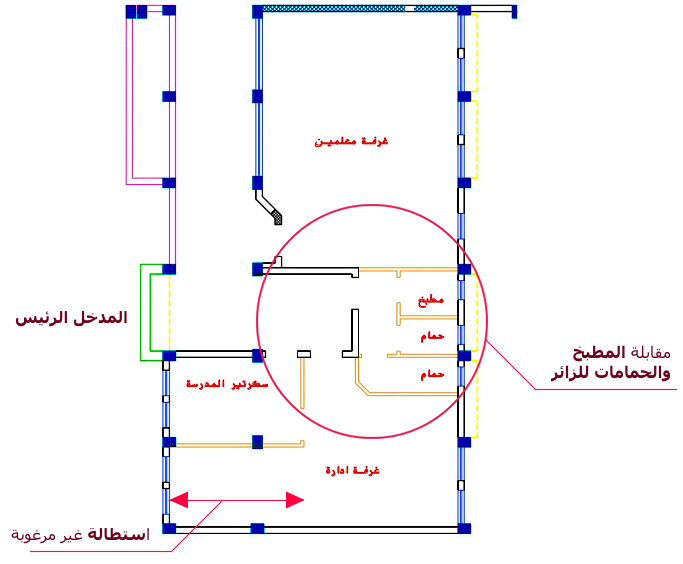 غرفة معلمين
مطبخ
المدخل الرئيس
حمام
مقابلة المطبخ
والحمامات للزائر
حمام
سكرتير المدرسة
غرفة ادارة
استطالة غير مرغوبة